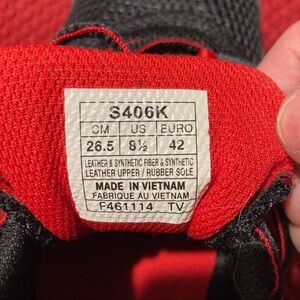 S406K
CM US EURO
26.5 8½ 42
LEATHER & SYNTHETIC FIBER & SYNTHETIC
LEATHER UPPER / RUBBER SOLE
MADE IN VIETNAM
FABRIQUE AU VIETNAM
F461114 TV